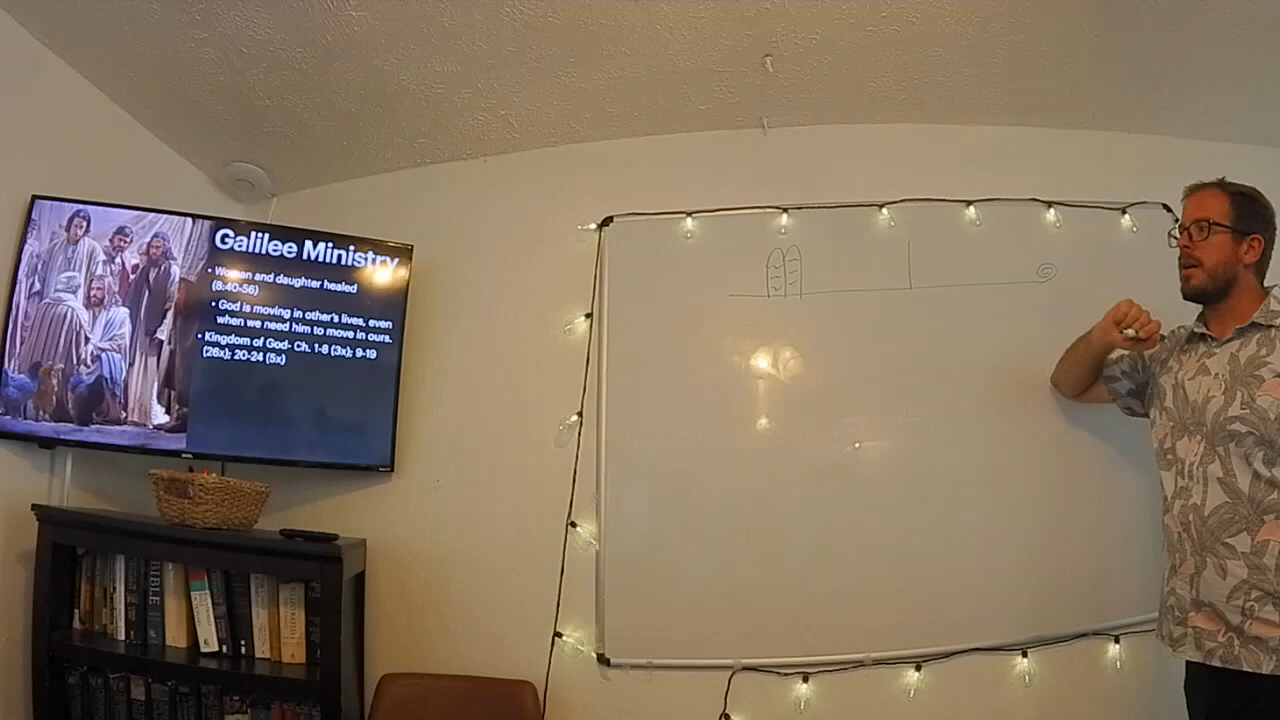 Galilee Ministry
• Woman and daughter healed
(8:40-56)
• God is moving in other's lives, even
when we need him to move in ours.
• Kingdom of God- Ch. 1-8 (3x); 9-19
(26x); 20-24 (5x)
DELL
BIBLE